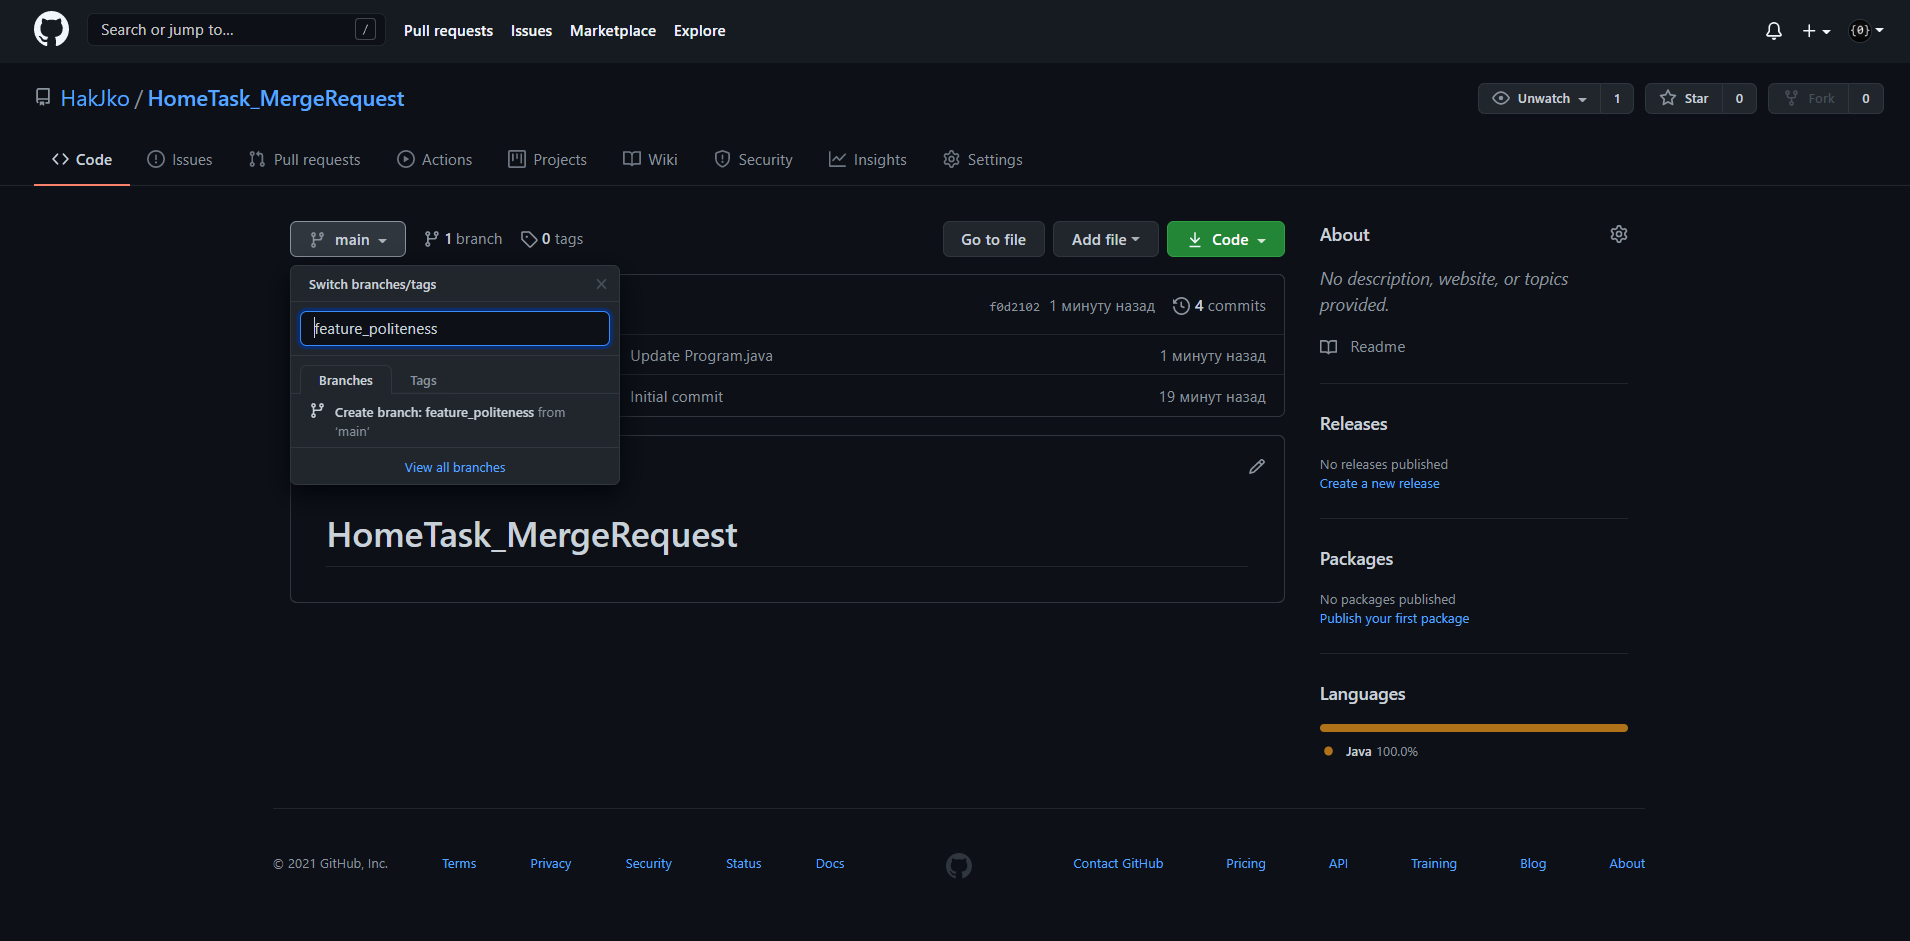 Search or jump to... /
Pull requests Issues Marketplace Explore
{0}
HakJko / HomeTask_MergeRequest
Unwatch 1 Star 0 Fork 0
Code Issues Pull requests Actions Projects Wiki Security Insights Settings
main 1 branch 0 tags
Go to file Add file Code
Switch branches/tags
feature_politeness
Branches Tags
Create branch: feature_politeness from
‘main’
View all branches
f0d2102 1 минуту назад 4 commits
Update Program.java 1 минуту назад
Initial commit 19 минут назад
HomeTask_MergeRequest
About
No description, website, or topics
provided.
Readme
Releases
No releases published
Create a new release
Packages
No packages published
Publish your first package
Languages
Java 100.0%
© 2021 GitHub, Inc. Terms Privacy Security Status Docs Contact GitHub Pricing API Training Blog About